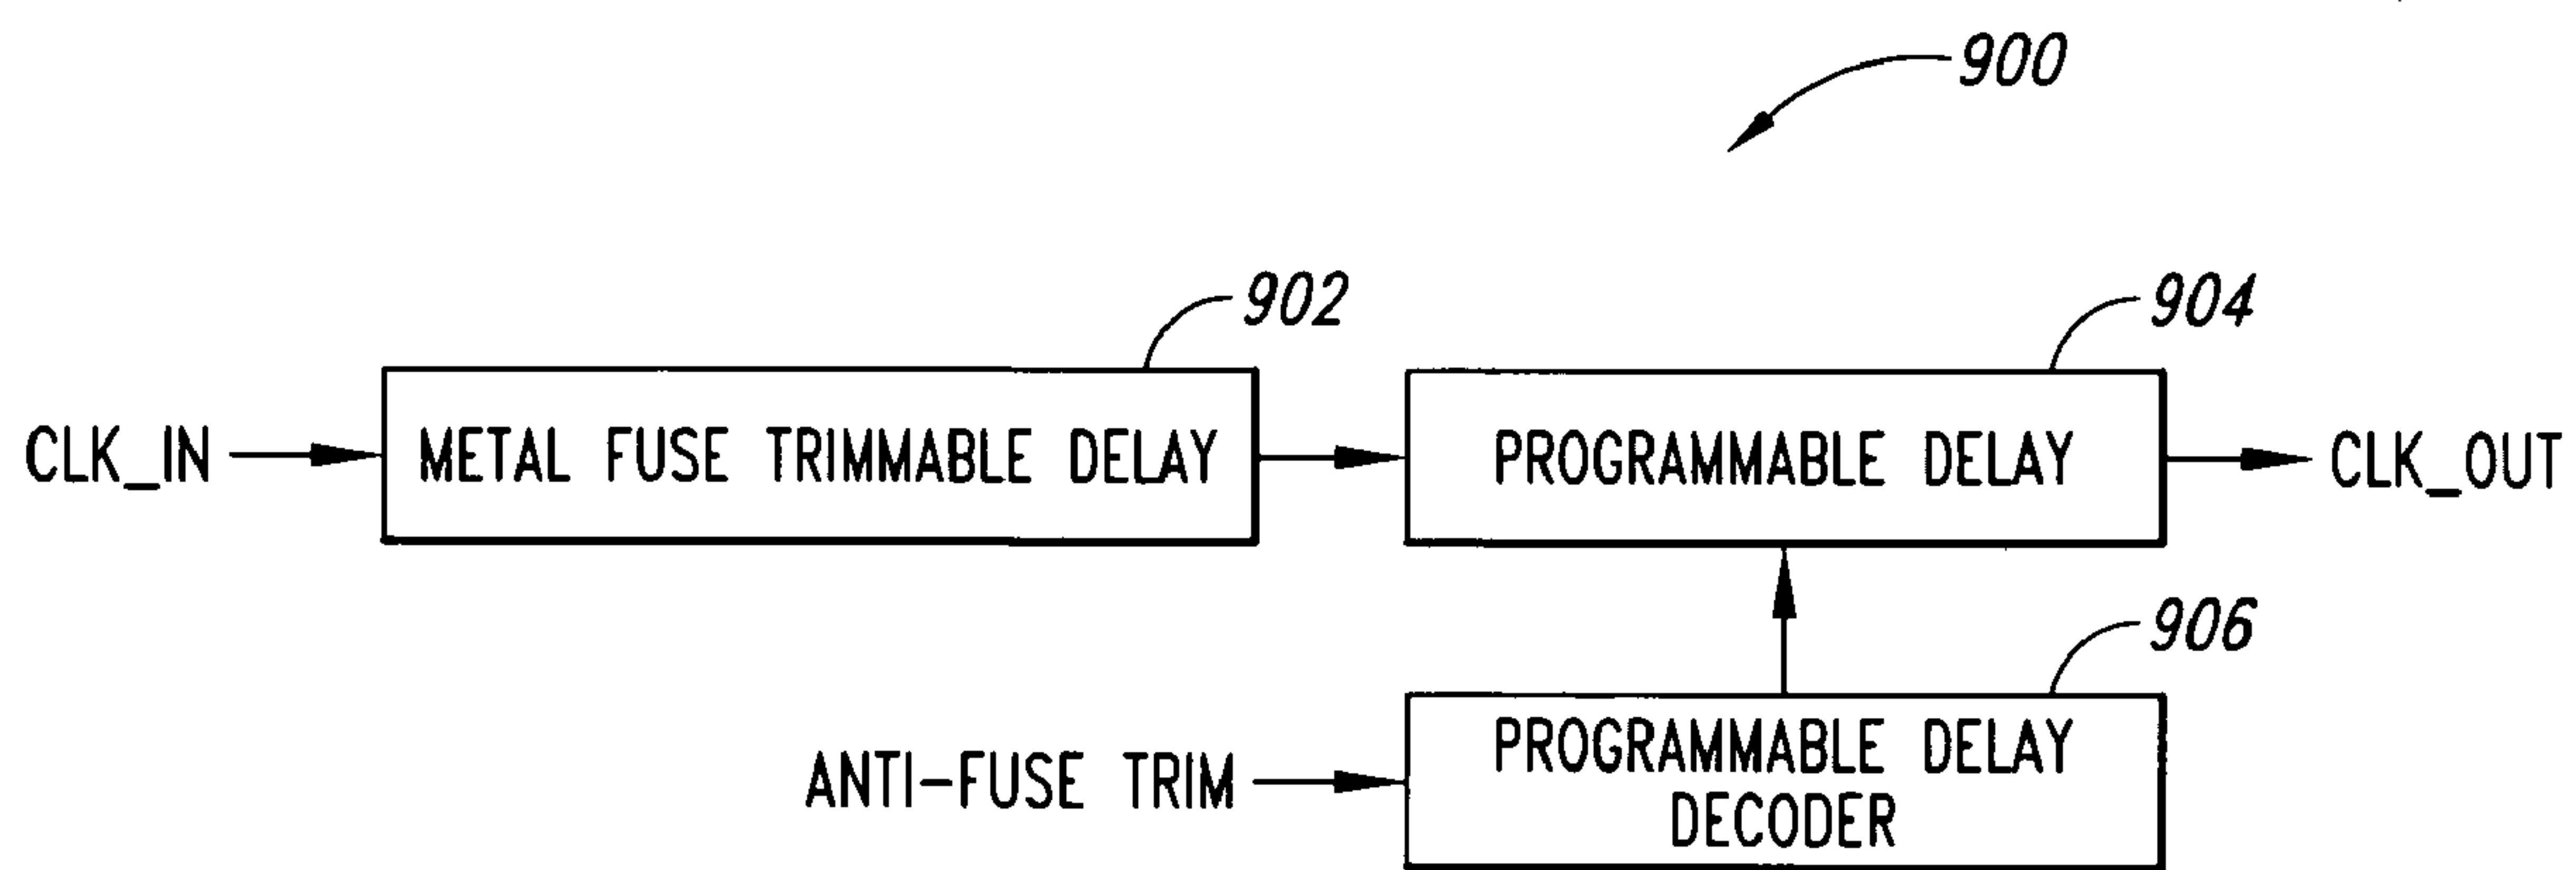 900
902
904
CLK_IN
METAL FUSE TRIMMABLE DELAY
PROGRAMMABLE DELAY
CLK_OUT
906
ANTI-FUSE TRIM
PROGRAMMABLE DELAY
DECODER